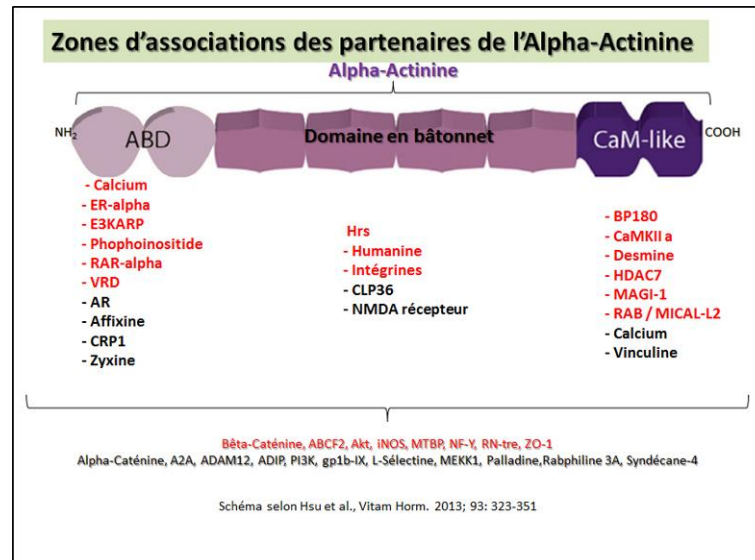 Zones d'associations des partenaires de l'Alpha-Actinine
Alpha-Actinine
NH2 ABD Domaine en bâtonnet CaM-like COOH
- Calcium
- ER-alpha
- E3KARP
- Phophoinositide
- RAR-alpha
- VRD
- AR
- Affixine
- CRP1
- Zyxine
Hrs
- Humanine
- Intégrines
- CLP36
- NMDA récepteur
- BP180
- CaMKII a
- Desmine
- HDAC7
- MAGI-1
- RAB / MICAL-L2
- Calcium
- Vinculine
Bêta-Caténine, ABCF2, Akt, iNOS, MTBP, NF-Y, RN-tre, ZO-1
Alpha-Caténine, A2A, ADAM12, ADIP, PI3K, gp1b-IX, L-Sélectine, MEKK1, Palladine,Rabphiline 3A, Syndécane-4
Schéma selon Hsu et al., Vitam Horm. 2013; 93: 323-351